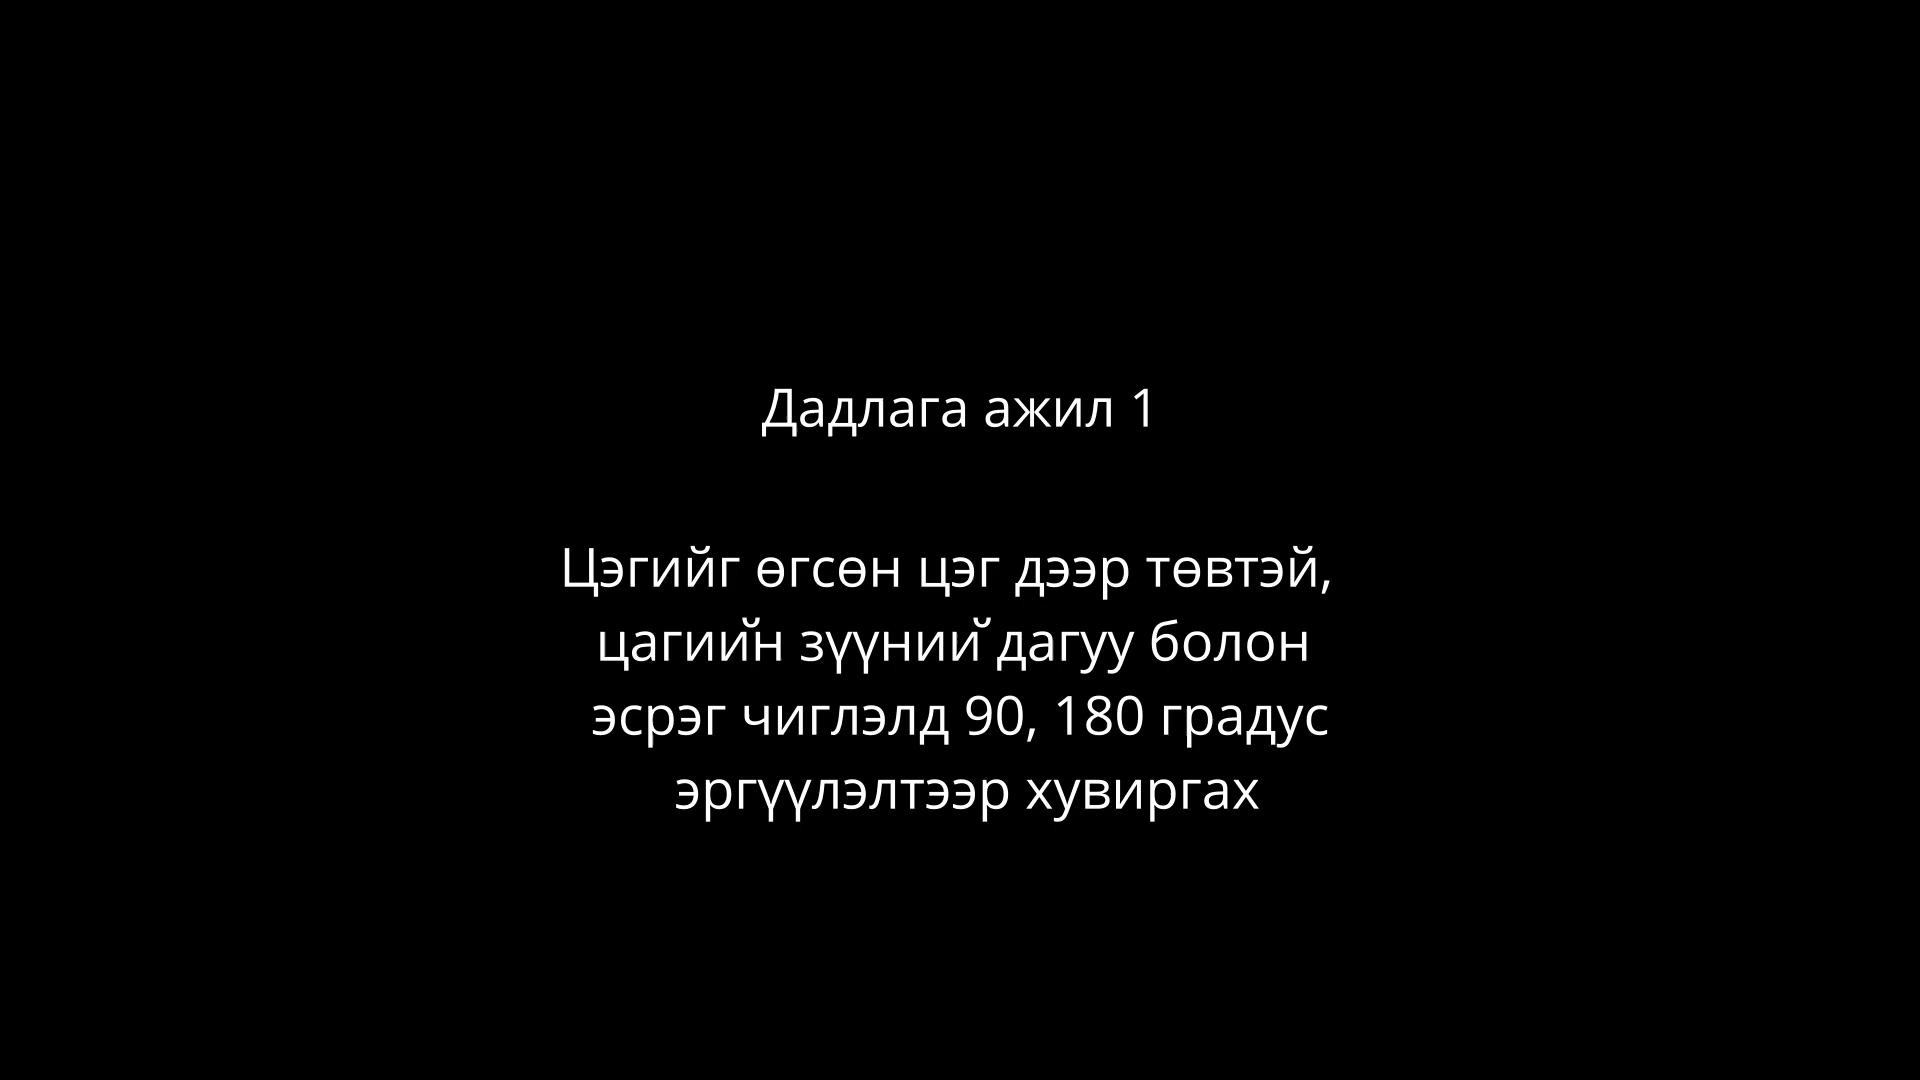 Дадлага ажил 1
Цэгийг өгсөн цэг дээр төвтэй,
цагийн зүүний дагуу болон
эсрэг чиглэлд 90, 180 градус
эргүүлэлтээр хувиргах